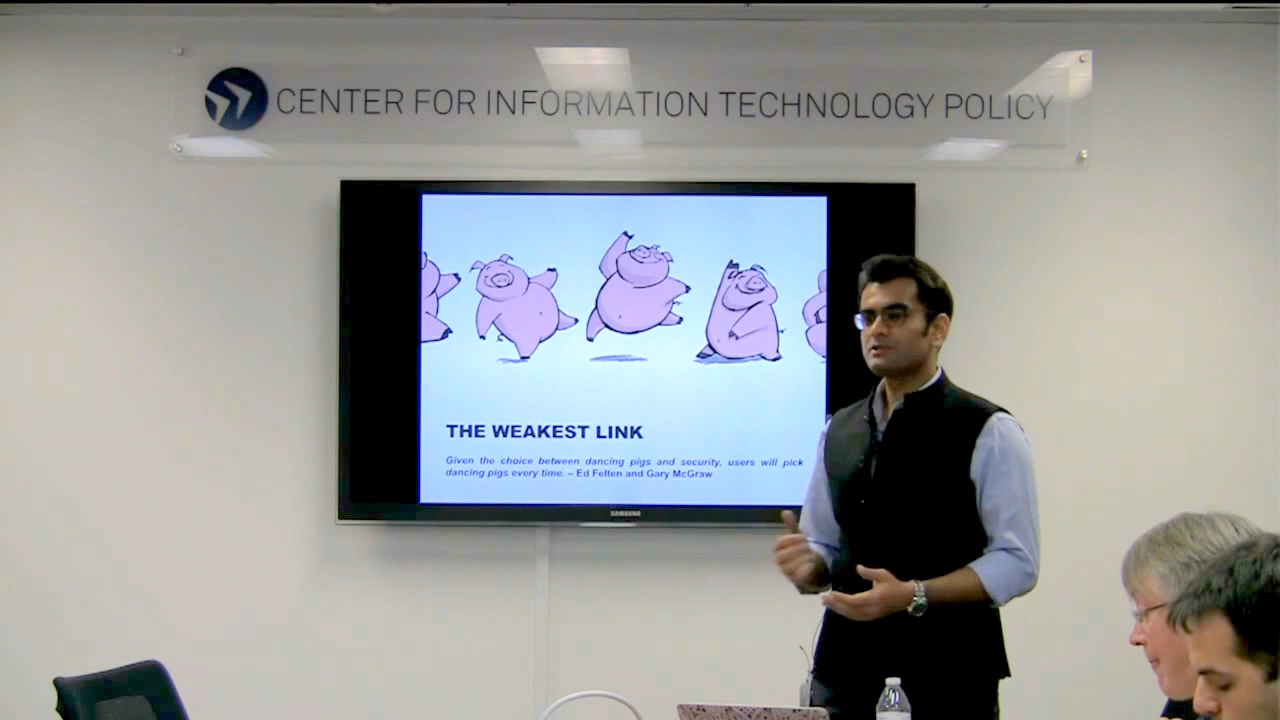 CENTER FOR INFORMATION TECHNOLOGY POLICY
THE WEAKEST LINK
Given the choice between dancing pigs and security, users will pick
dancing pigs every time. – Ed Felten and Gary McGraw
SAMSUNG